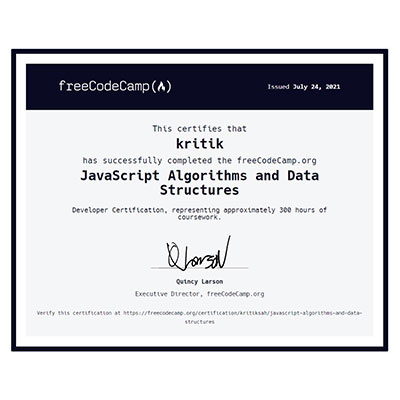 freeCodeCamp(🔥)
Issued July 24, 2021
This certifies that
kritik
has successfully completed the freeCodeCamp.org
JavaScript Algorithms and Data
Structures
Developer Certification, representing approximately 300 hours of
coursework.
Q Larson
Quincy Larson
Executive Director, freeCodeCamp.org
Verify this certification at https://freecodecamp.org/certification/kritiksah/javascript-algorithms-and-data-
structures